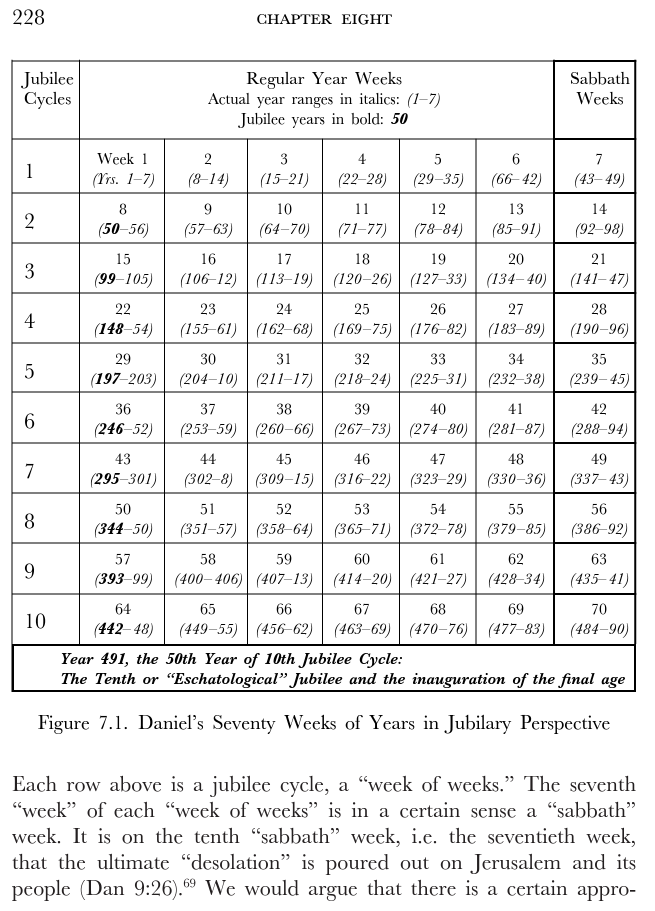 228
CHAPTER EIGHT
Jubilee Cycles
Regular Year Weeks
Actual year ranges in italics: (1–7)
Jubilee years in bold: 50
Sabbath Weeks
1
Week 1 2 3 4 5 6 7
(Yrs. 1–7) (8–14) (15–21) (22–28) (29–35) (66–42) (43–49)
2
8 9 10 11 12 13 14
(50–56) (57–63) (64–70) (71–77) (78–84) (85–91) (92–98)
3
15 16 17 18 19 20 21
(99–105) (106–12) (113–19) (120–26) (127–33) (134–40) (141–47)
4
22 23 24 25 26 27 28
(148–54) (155–61) (162–68) (169–75) (176–82) (183–89) (190–96)
5
29 30 31 32 33 34 35
(197–203) (204–10) (211–17) (218–24) (225–31) (232–38) (239–45)
6
36 37 38 39 40 41 42
(246–52) (253–59) (260–66) (267–73) (274–80) (281–87) (288–94)
7
43 44 45 46 47 48 49
(295–301) (302–8) (309–15) (316–22) (323–29) (330–36) (337–43)
8
50 51 52 53 54 55 56
(344–50) (351–57) (358–64) (365–71) (372–78) (379–85) (386–92)
9
57 58 59 60 61 62 63
(393–99) (400–406) (407–13) (414–20) (421–27) (428–34) (435–41)
10
64 65 66 67 68 69 70
(442–48) (449–55) (456–62) (463–69) (470–76) (477–83) (484–90)
Year 491, the 50th Year of 10th Jubilee Cycle:
The Tenth or “Eschatological” Jubilee and the inauguration of the final age
Figure 7.1. Daniel’s Seventy Weeks of Years in Jubilary Perspective
Each row above is a jubilee cycle, a “week of weeks.” The seventh
“week” of each “week of weeks” is in a certain sense a “sabbath”
week. It is on the tenth “sabbath” week, i.e. the seventieth week,
that the ultimate “desolation” is poured out on Jerusalem and its
people (Dan 9:26).69 We would argue that there is a certain appro-